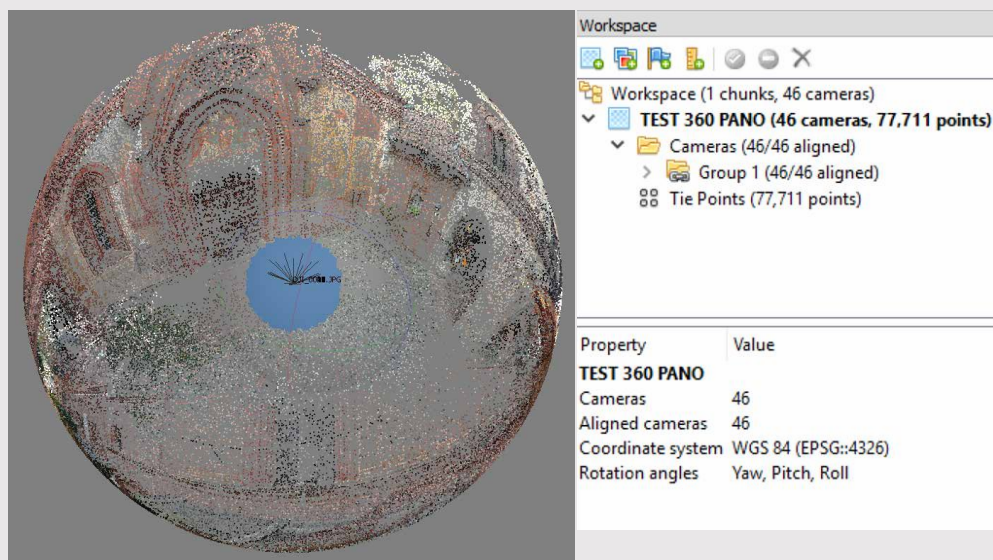 Workspace
Workspace (1 chunks, 46 cameras)
TEST 360 PANO (46 cameras, 77,711 points)
Cameras (46/46 aligned)
Group 1 (46/46 aligned)
Tie Points (77,711 points)
Property Value
TEST 360 PANO
Cameras 46
Aligned cameras 46
Coordinate system WGS 84 (EPSG::4326)
Rotation angles Yaw, Pitch, Roll